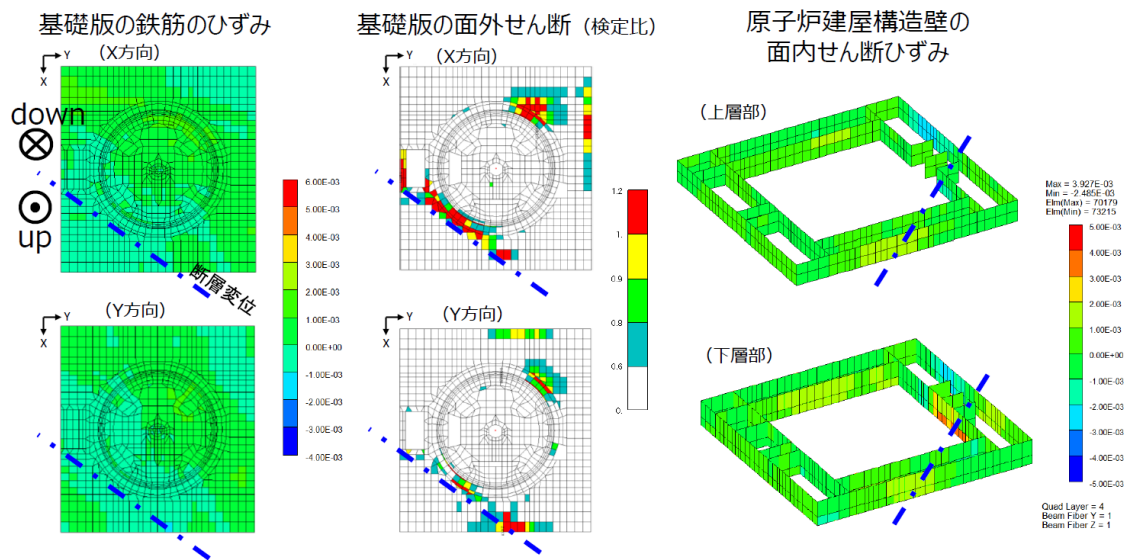 基礎版の鉄筋のひずみ
(X方向)
Y
X
down
up
断層変位
6.00E-03
5.00E-03
4.00E-03
3.00E-03
2.00E-03
1.00E-03
0.00E+00
-1.00E-03
-2.00E-03
-3.00E-03
-4.00E-03
(Y方向)
Y
X
基礎版の面外せん断(検定比)
(X方向)
Y
X
1.2
1.
0.9
0.8
0.6
0.
(Y方向)
Y
X
原子炉建屋構造壁の
面内せん断ひずみ
(上層部)
(下層部)
Max = 3.927E-03
Min = -2.485E-03
Elm(Max) = 70179
Elm(Min) = 73215
5.00E-03
4.00E-03
3.00E-03
2.00E-03
1.00E-03
0.00E+00
-1.00E-03
-2.00E-03
-3.00E-03
-4.00E-03
-5.00E-03
Quad Layer = 4
Beam Fiber Y = 1
Beam Fiber Z = 1